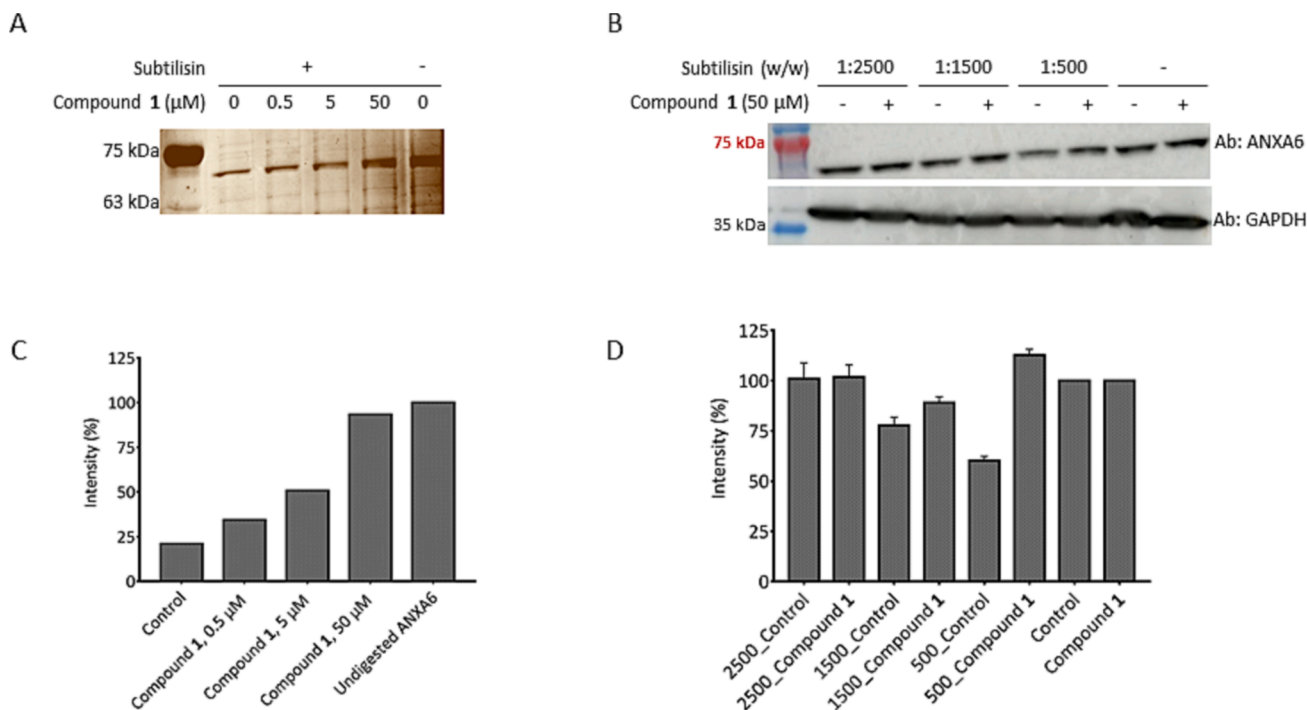 A
Subtilisin + -
Compound 1 (µM) 0 0.5 5 50 0
75 kDa
63 kDa
B
Subtilisin (w/w) 1:2500 1:1500 1:500 -
Compound 1 (50 µM) - + - + - + - +
75 kDa
Ab: ANXA6
35 kDa
Ab: GAPDH
C
Intensity (%)
125
100
75
50
25
0
Control
Compound 1, 0.5 µM
Compound 1, 5 µM
Compound 1, 50 µM
Undigested ANXA6
D
Intensity (%)
125
100
75
50
25
0
2500_Control
2500_Compound 1
1500_Control
1500_Compound 1
500_Control
500_Compound 1
Control
Compound 1